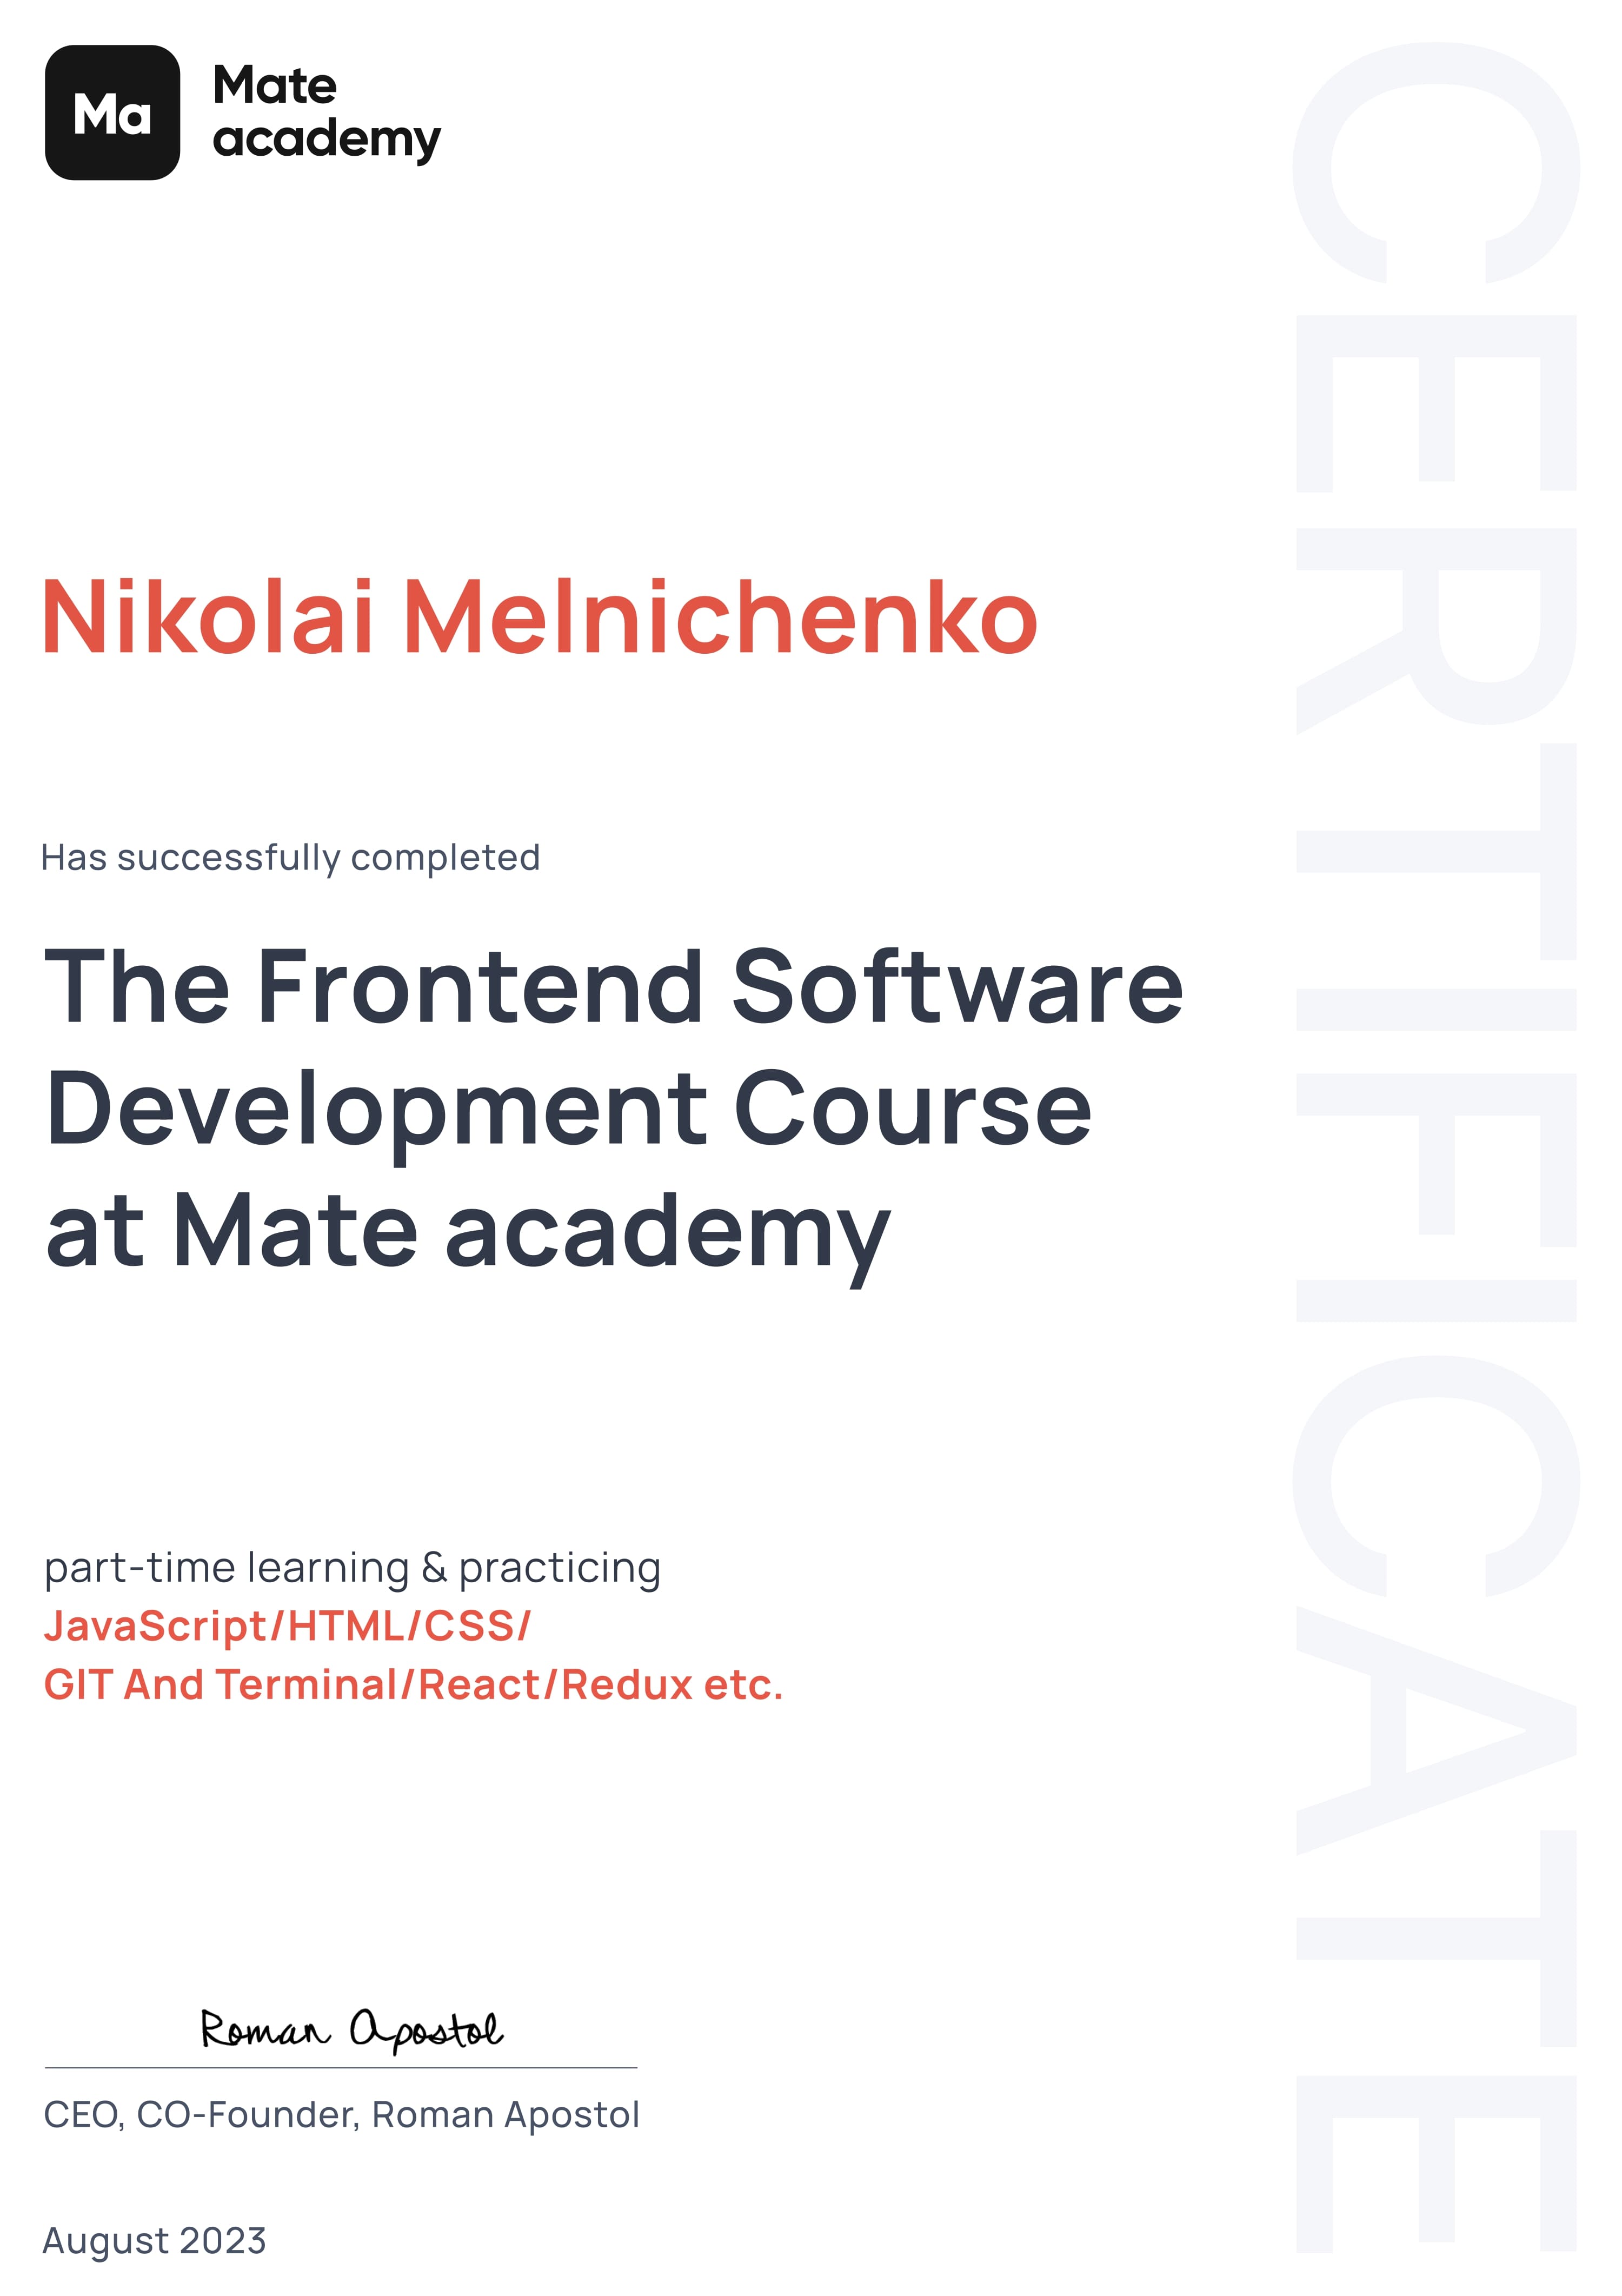 Ma
Mate
academy
CERTIFICATE
Nikolai Melnichenko
Has successfully completed
The Frontend Software
Development Course
at Mate academy
part-time learning & practicing
JavaScript/HTML/CSS/
GIT And Terminal/React/Redux etc.
Roman Apostol
CEO, CO-Founder, Roman Apostol
August 2023